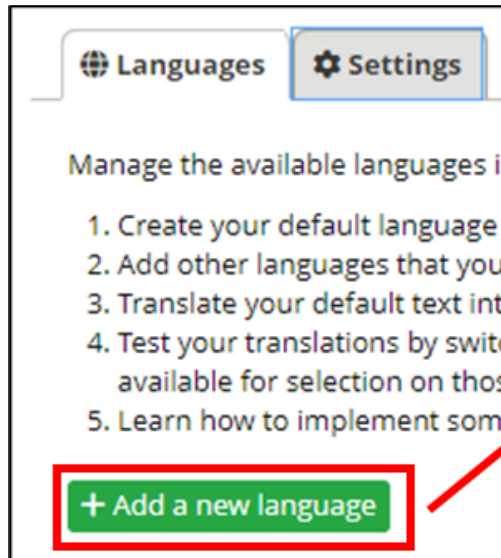 Languages Settings
Manage the available languages i
1. Create your default language
2. Add other languages that you
3. Translate your default text int
4. Test your translations by swit
available for selection on thos
5. Learn how to implement som
+ Add a new language